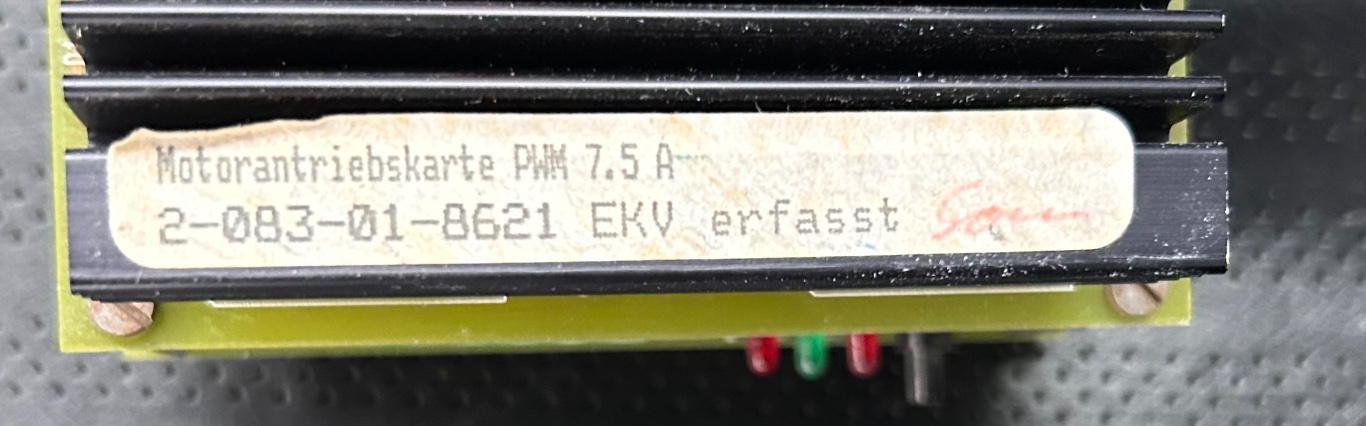 Motorantriebskarte PWM 7.5 A
2-083-01-8621 EKV erfasst